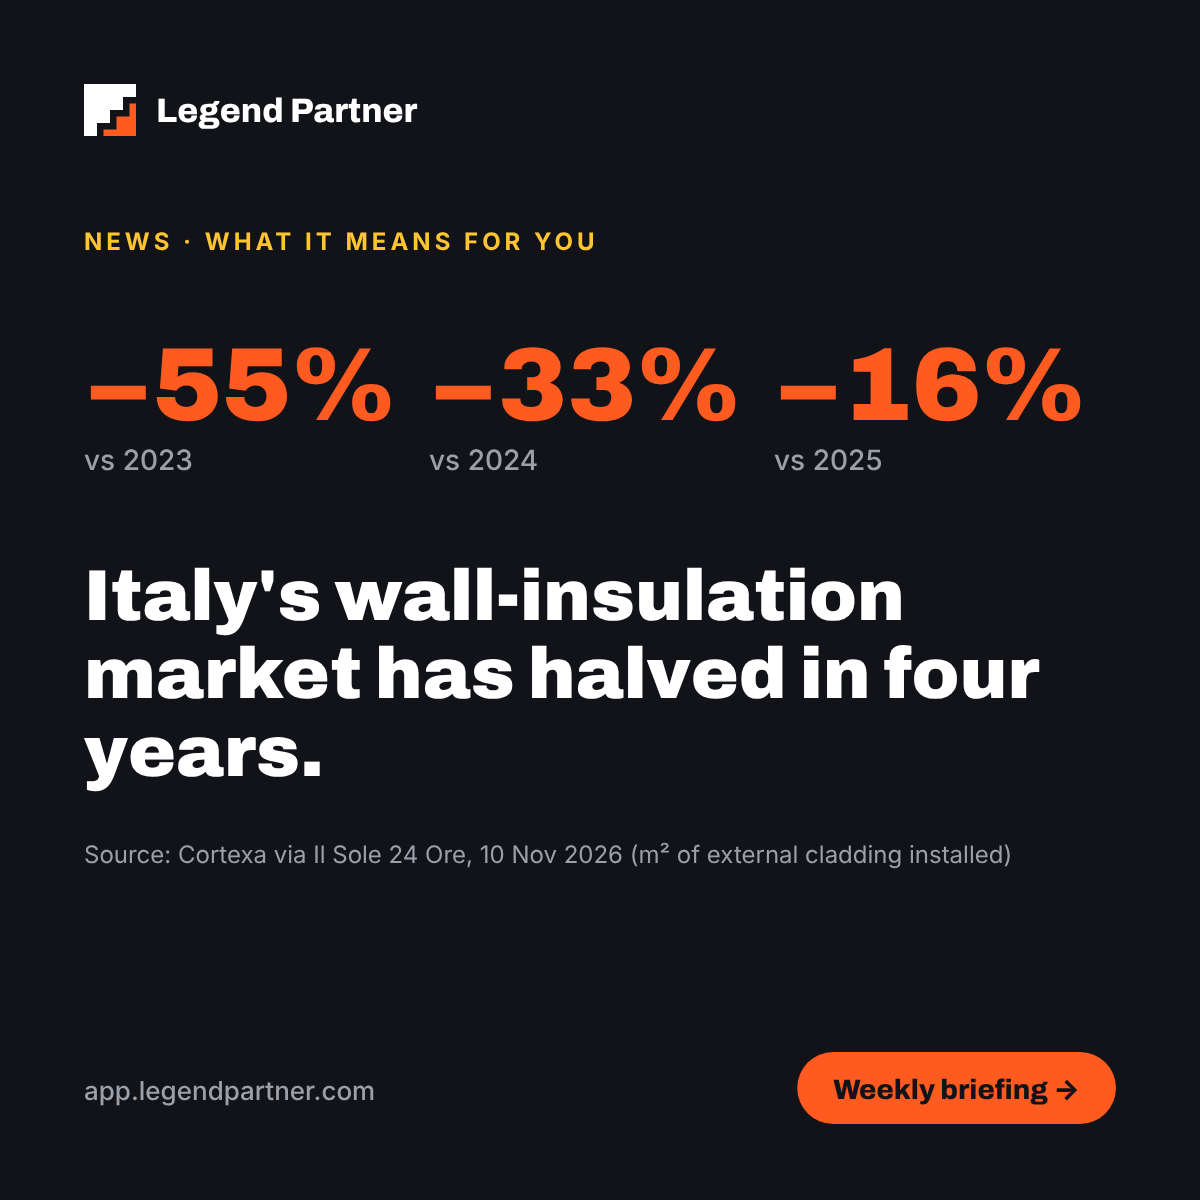 Legend Partner
NEWS · WHAT IT MEANS FOR YOU
–55% –33% –16%
vs 2023 vs 2024 vs 2025
Italy's wall-insulation
market has halved in four
years.
Source: Cortexa via Il Sole 24 Ore, 10 Nov 2026 (m² of external cladding installed)
app.legendpartner.com
Weekly briefing →